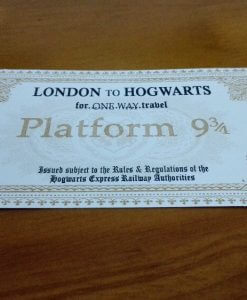 LONDON TO HOGWARTS
for ONE WAY travel
Platform 9¾
Issued subject to the Rules & Regulations of the
Hogwarts Express Railway Authorities